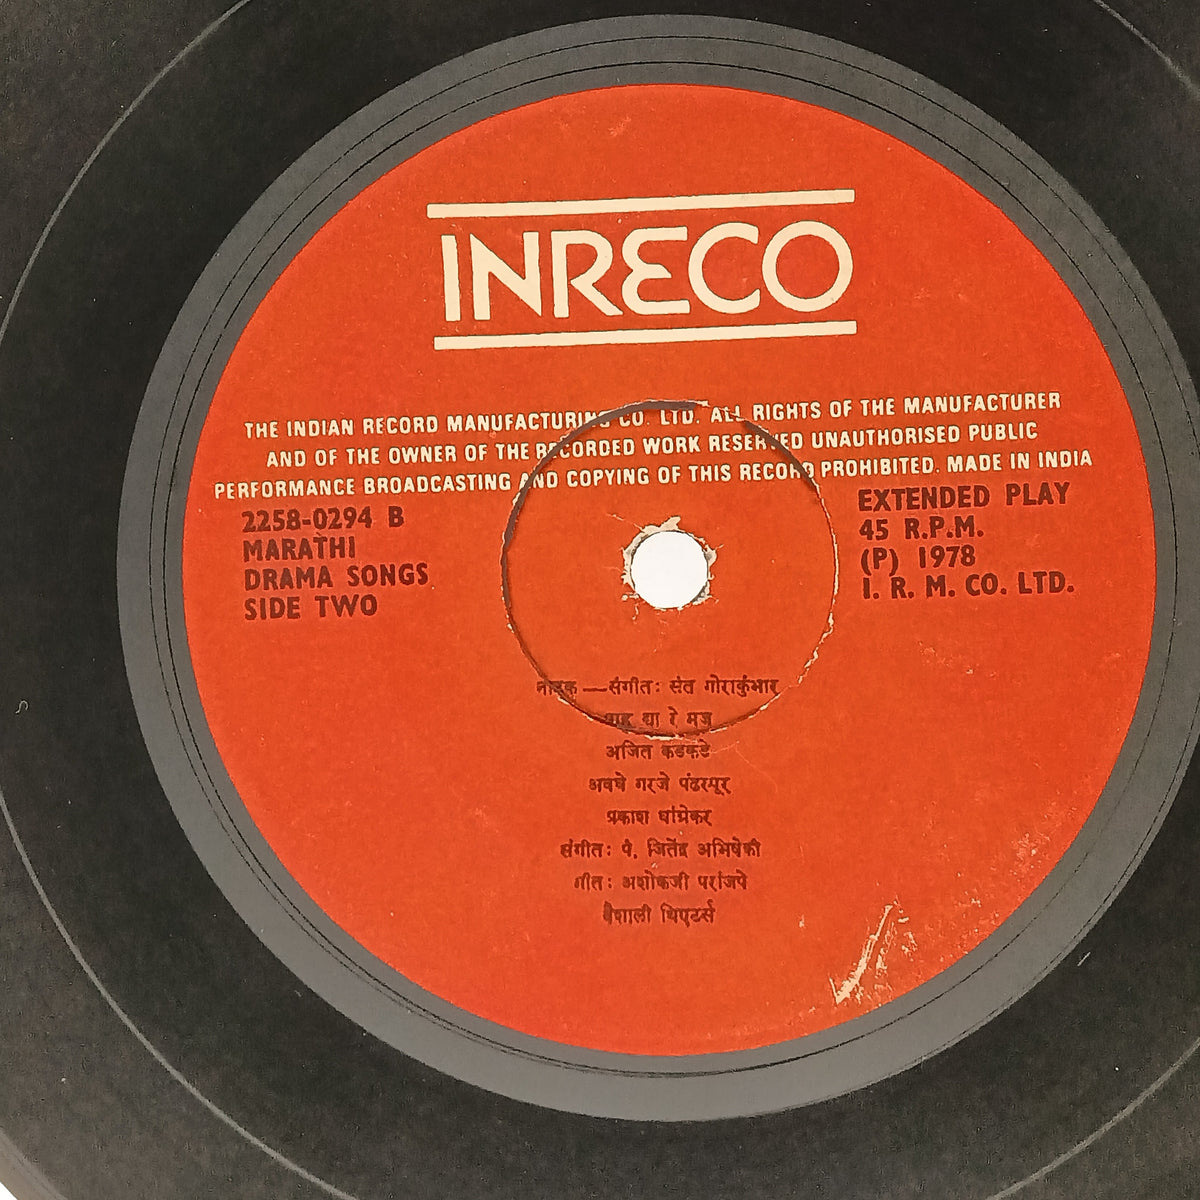 INRECO
THE INDIAN RECORD MANUFACTURING CO. LTD. ALL RIGHTS OF THE MANUFACTURER
AND OF THE OWNER OF THE RECORDED WORK RESERVED UNAUTHORISED PUBLIC
PERFORMANCE BROADCASTING AND COPYING OF THIS RECORD PROHIBITED. MADE IN INDIA
2258-0294 B
MARATHI
DRAMA SONGS
SIDE TWO
EXTENDED PLAY
45 R.P.M.
(P) 1978
I. R. M. CO. LTD.
नाटक — संगीत: संत गोराकुंभार
द्या रे मज
अजित कडकडे
अवघे गरजे पंढरपूर
प्रकाश
संगीत: पं. जितेंद्र अभिषेकी
गीत: अशोकजी परांजपे
वैशाली थिएटर्स